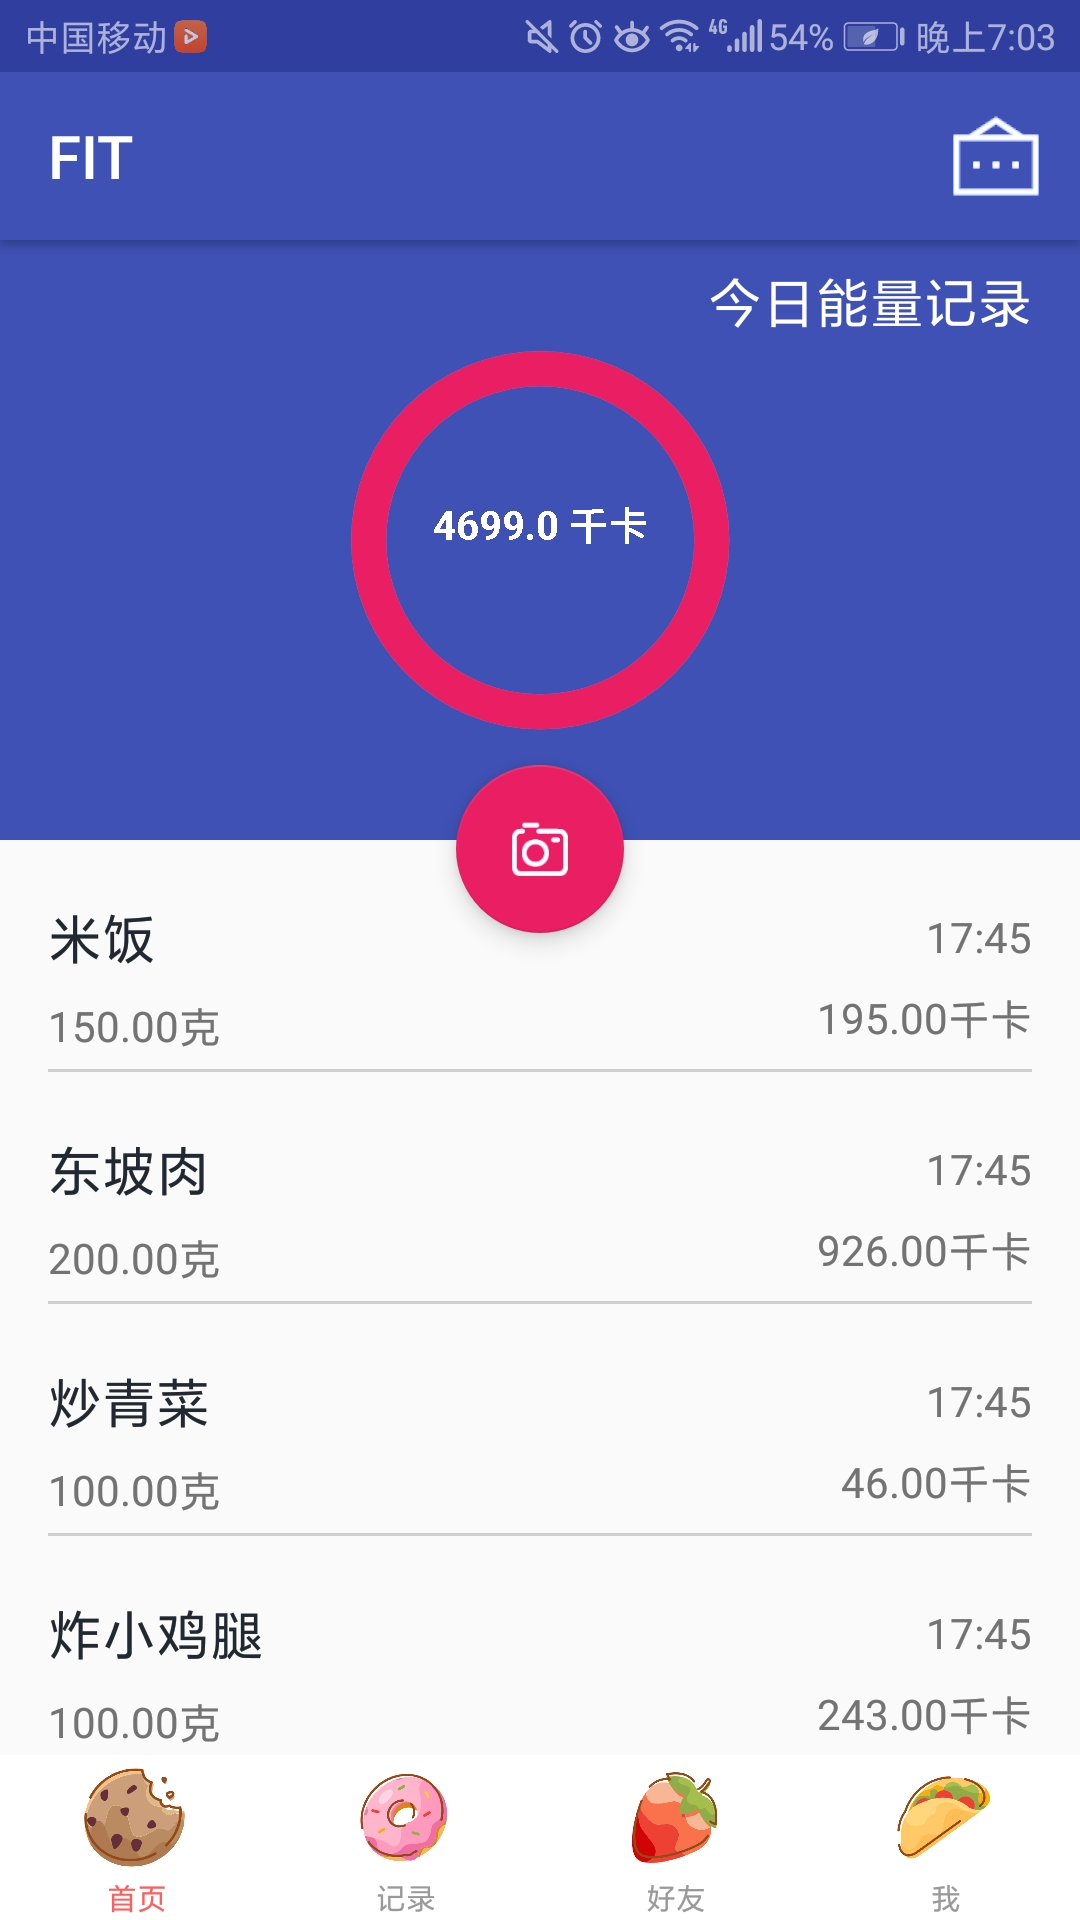 中国移动 4G 54% 晚上7:03
FIT
今日能量记录
4699.0 千卡
米饭 17:45
150.00克 195.00千卡
东坡肉 17:45
200.00克 926.00千卡
炒青菜 17:45
100.00克 46.00千卡
炸小鸡腿 17:45
100.00克 243.00千卡
首页 记录 好友 我